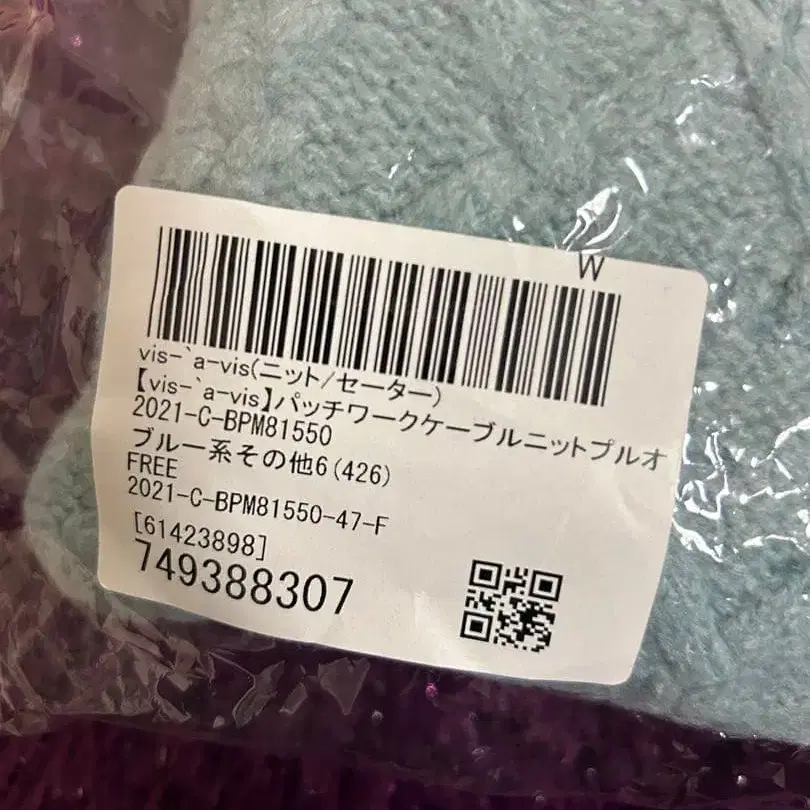 W
vis-`a-vis(ニット/セーター)
【vis-`a-vis】パッチワークケーブルニットプルオ
2021-C-BPM81550
ブルー系その他6(426)
FREE
2021-C-BPM81550-47-F
[61423898]
749388307